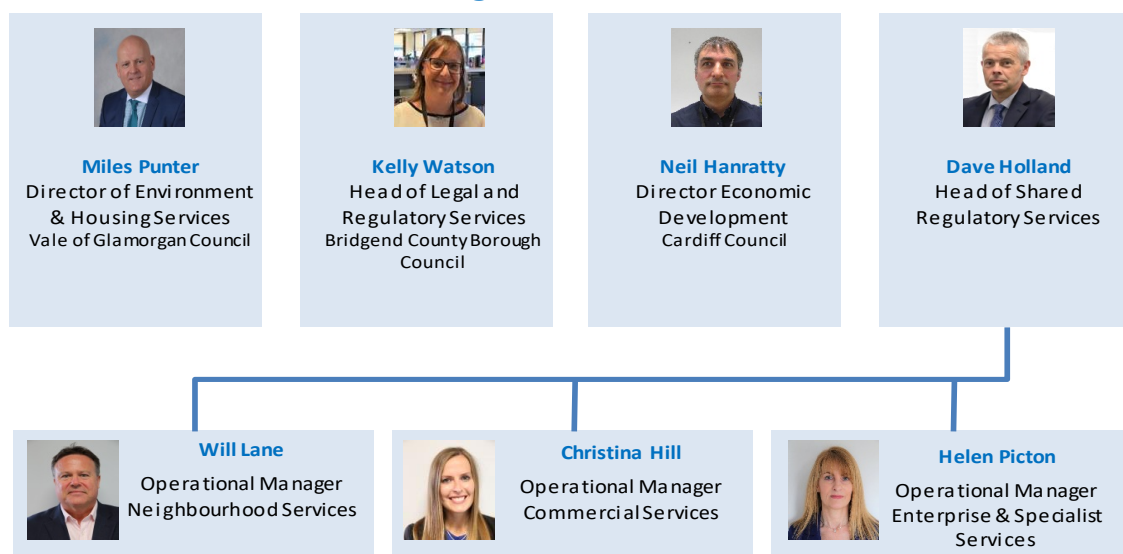 Miles Punter
Director of Environment
& Housing Services
Vale of Glamorgan Council
Kelly Watson
Head of Legal and
Regulatory Services
Bridgend County Borough
Council
Neil Hanratty
Director Economic
Development
Cardiff Council
Dave Holland
Head of Shared
Regulatory Services
Will Lane
Operational Manager
Neighbourhood Services
Christina Hill
Operational Manager
Commercial Services
Helen Picton
Operational Manager
Enterprise & Specialist
Services